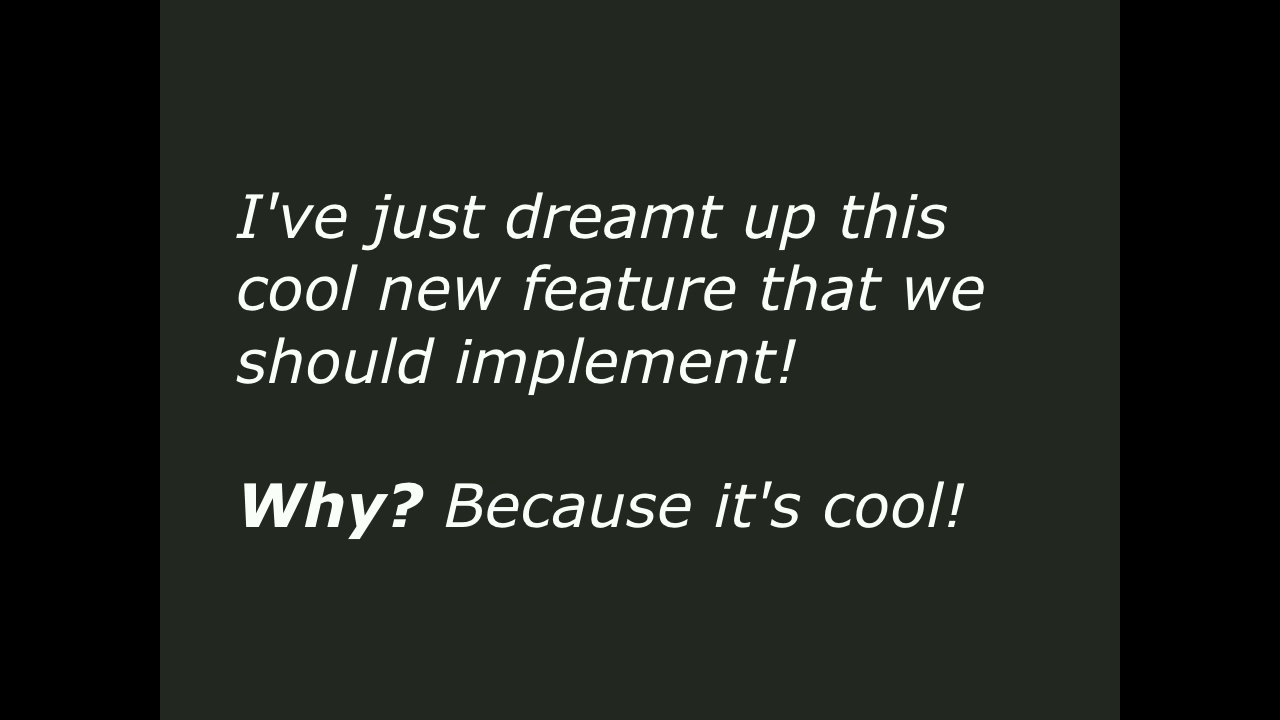 I've just dreamt up this
cool new feature that we
should implement!
Why? Because it's cool!